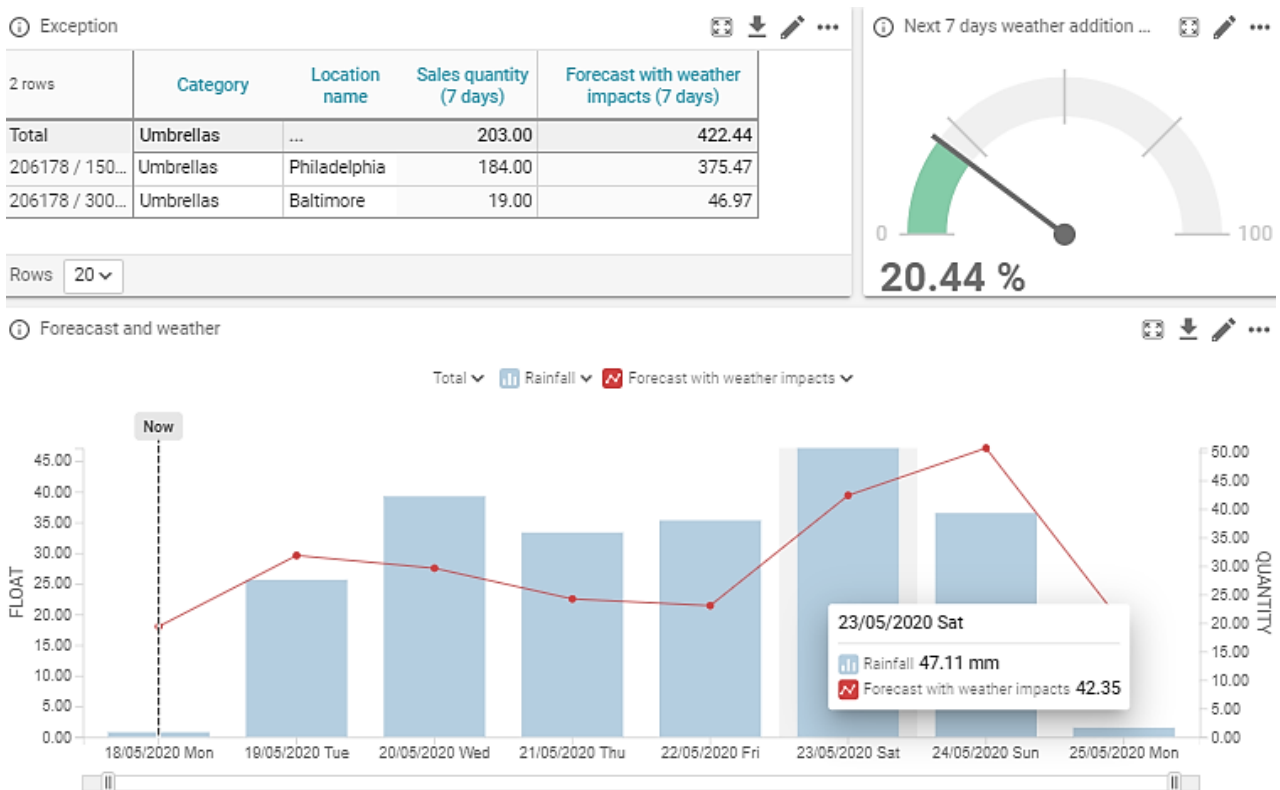 Exception
2 rows Category Location name Sales quantity (7 days) Forecast with weather impacts (7 days)
Total Umbrellas ... 203.00 422.44
206178 / 150... Umbrellas Philadelphia 184.00 375.47
206178 / 300... Umbrellas Baltimore 19.00 46.97
Rows 20
Next 7 days weather addition ...
0 100
20.44 %
Foreacast and weather
Total Rainfall Forecast with weather impacts
Now
FLOAT
45.00
40.00
35.00
30.00
25.00
20.00
15.00
10.00
5.00
0.00
50.00
45.00
40.00
35.00
30.00
25.00
20.00
15.00
10.00
5.00
0.00
QUANTITY
23/05/2020 Sat
Rainfall 47.11 mm
Forecast with weather impacts 42.35
18/05/2020 Mon 19/05/2020 Tue 20/05/2020 Wed 21/05/2020 Thu 22/05/2020 Fri 23/05/2020 Sat 24/05/2020 Sun 25/05/2020 Mon